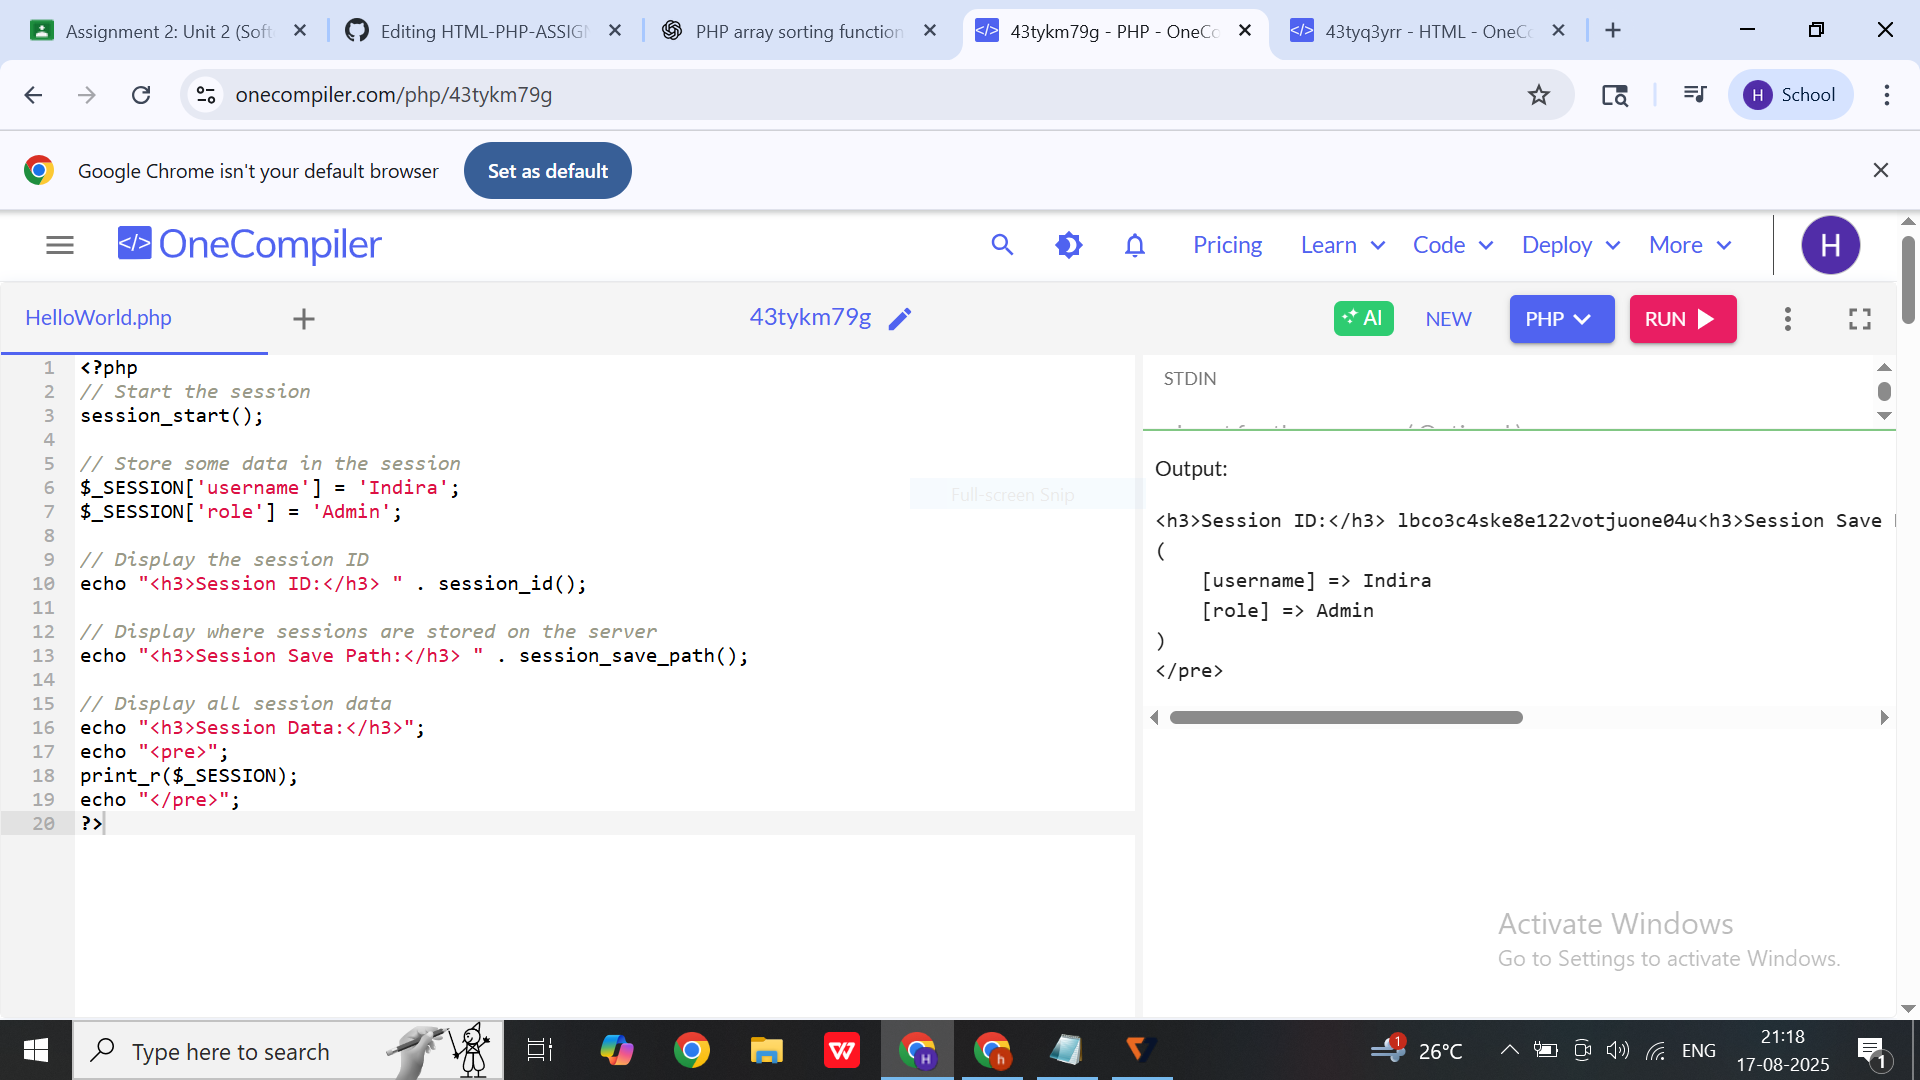 Assignment 2: Unit 2 (Soft
Editing HTML-PHP-ASSIGN
PHP array sorting function
43tykm79g - PHP - OneCo
43tyq3yrr - HTML - OneCo
onecompiler.com/php/43tykm79g
H School
Google Chrome isn't your default browser
Set as default
</> OneCompiler
Pricing
Learn
Code
Deploy
More
H
HelloWorld.php
43tykm79g
AI
NEW
PHP
RUN
1 <?php
2 // Start the session
3 session_start();
4
5 // Store some data in the session
6 $_SESSION['username'] = 'Indira';
7 $_SESSION['role'] = 'Admin';
8
9 // Display the session ID
10 echo "<h3>Session ID:</h3> " . session_id();
11
12 // Display where sessions are stored on the server
13 echo "<h3>Session Save Path:</h3> " . session_save_path();
14
15 // Display all session data
16 echo "<h3>Session Data:</h3>";
17 echo "<pre>";
18 print_r($_SESSION);
19 echo "</pre>";
20 ?>
Full-screen Snip
STDIN
Output:
<h3>Session ID:</h3> lbco3c4ske8e122votjuone04u<h3>Session Save
(
[username] => Indira
[role] => Admin
)
</pre>
Activate Windows
Go to Settings to activate Windows.
Type here to search
W
H
h
1
26°C
ENG
21:18
17-08-2025
1